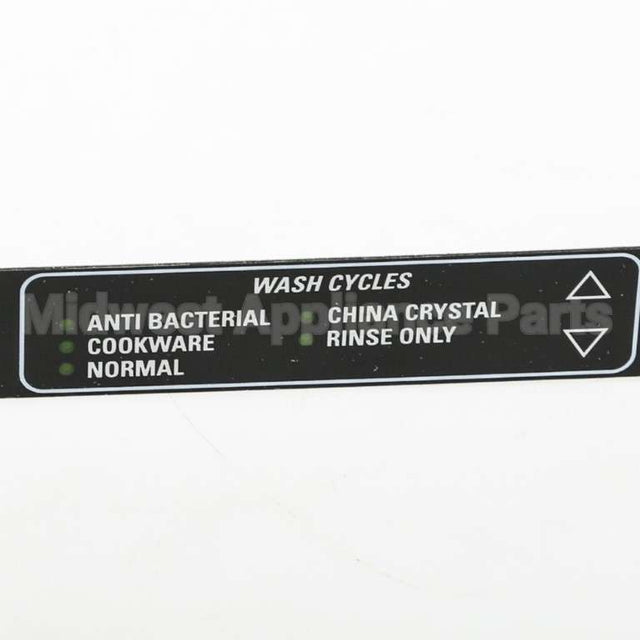 WASH CYCLES
ANTI BACTERIAL
COOKWARE
NORMAL
CHINA CRYSTAL
RINSE ONLY
Midwest Appliance Parts